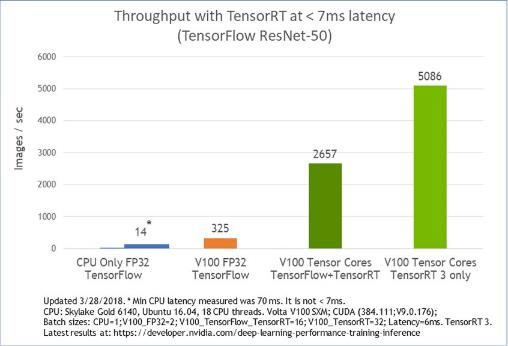 Throughput with TensorRT at < 7ms latency
(TensorFlow ResNet-50)
6000
5000
4000
3000
2000
1000
0
Images / sec
14*
325
2657
5086
CPU Only FP32
TensorFlow
V100 FP32
TensorFlow
V100 Tensor Cores
TensorFlow+TensorRT
V100 Tensor Cores
TensorRT 3 only
Updated 3/28/2018. * Min CPU latency measured was 70 ms. It is not < 7ms.
CPU: Skylake Gold 6140, Ubuntu 16.04, 18 CPU threads. Volta V100 SXM; CUDA (384.111;V9.0.176);
Batch sizes: CPU=1;V100_FP32=2; V100_TensorFlow_TensorRT=16; V100_TensorRT=32; Latency=6ms. TensorRT 3.
Latest results at: https://developer.nvidia.com/deep-learning-performance-training-inference